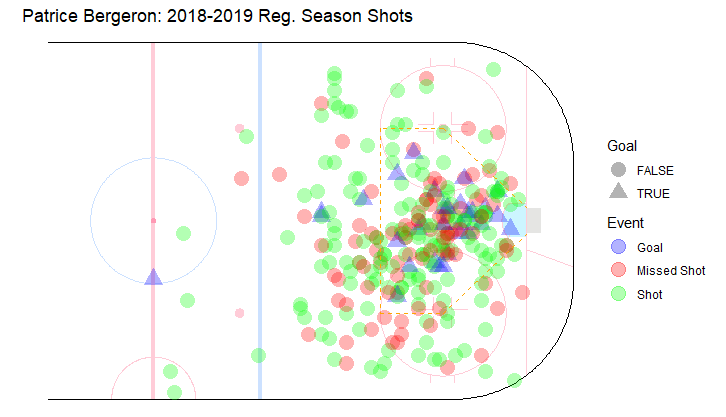 Patrice Bergeron: 2018-2019 Reg. Season Shots
Goal
FALSE
TRUE
Event
Goal
Missed Shot
Shot